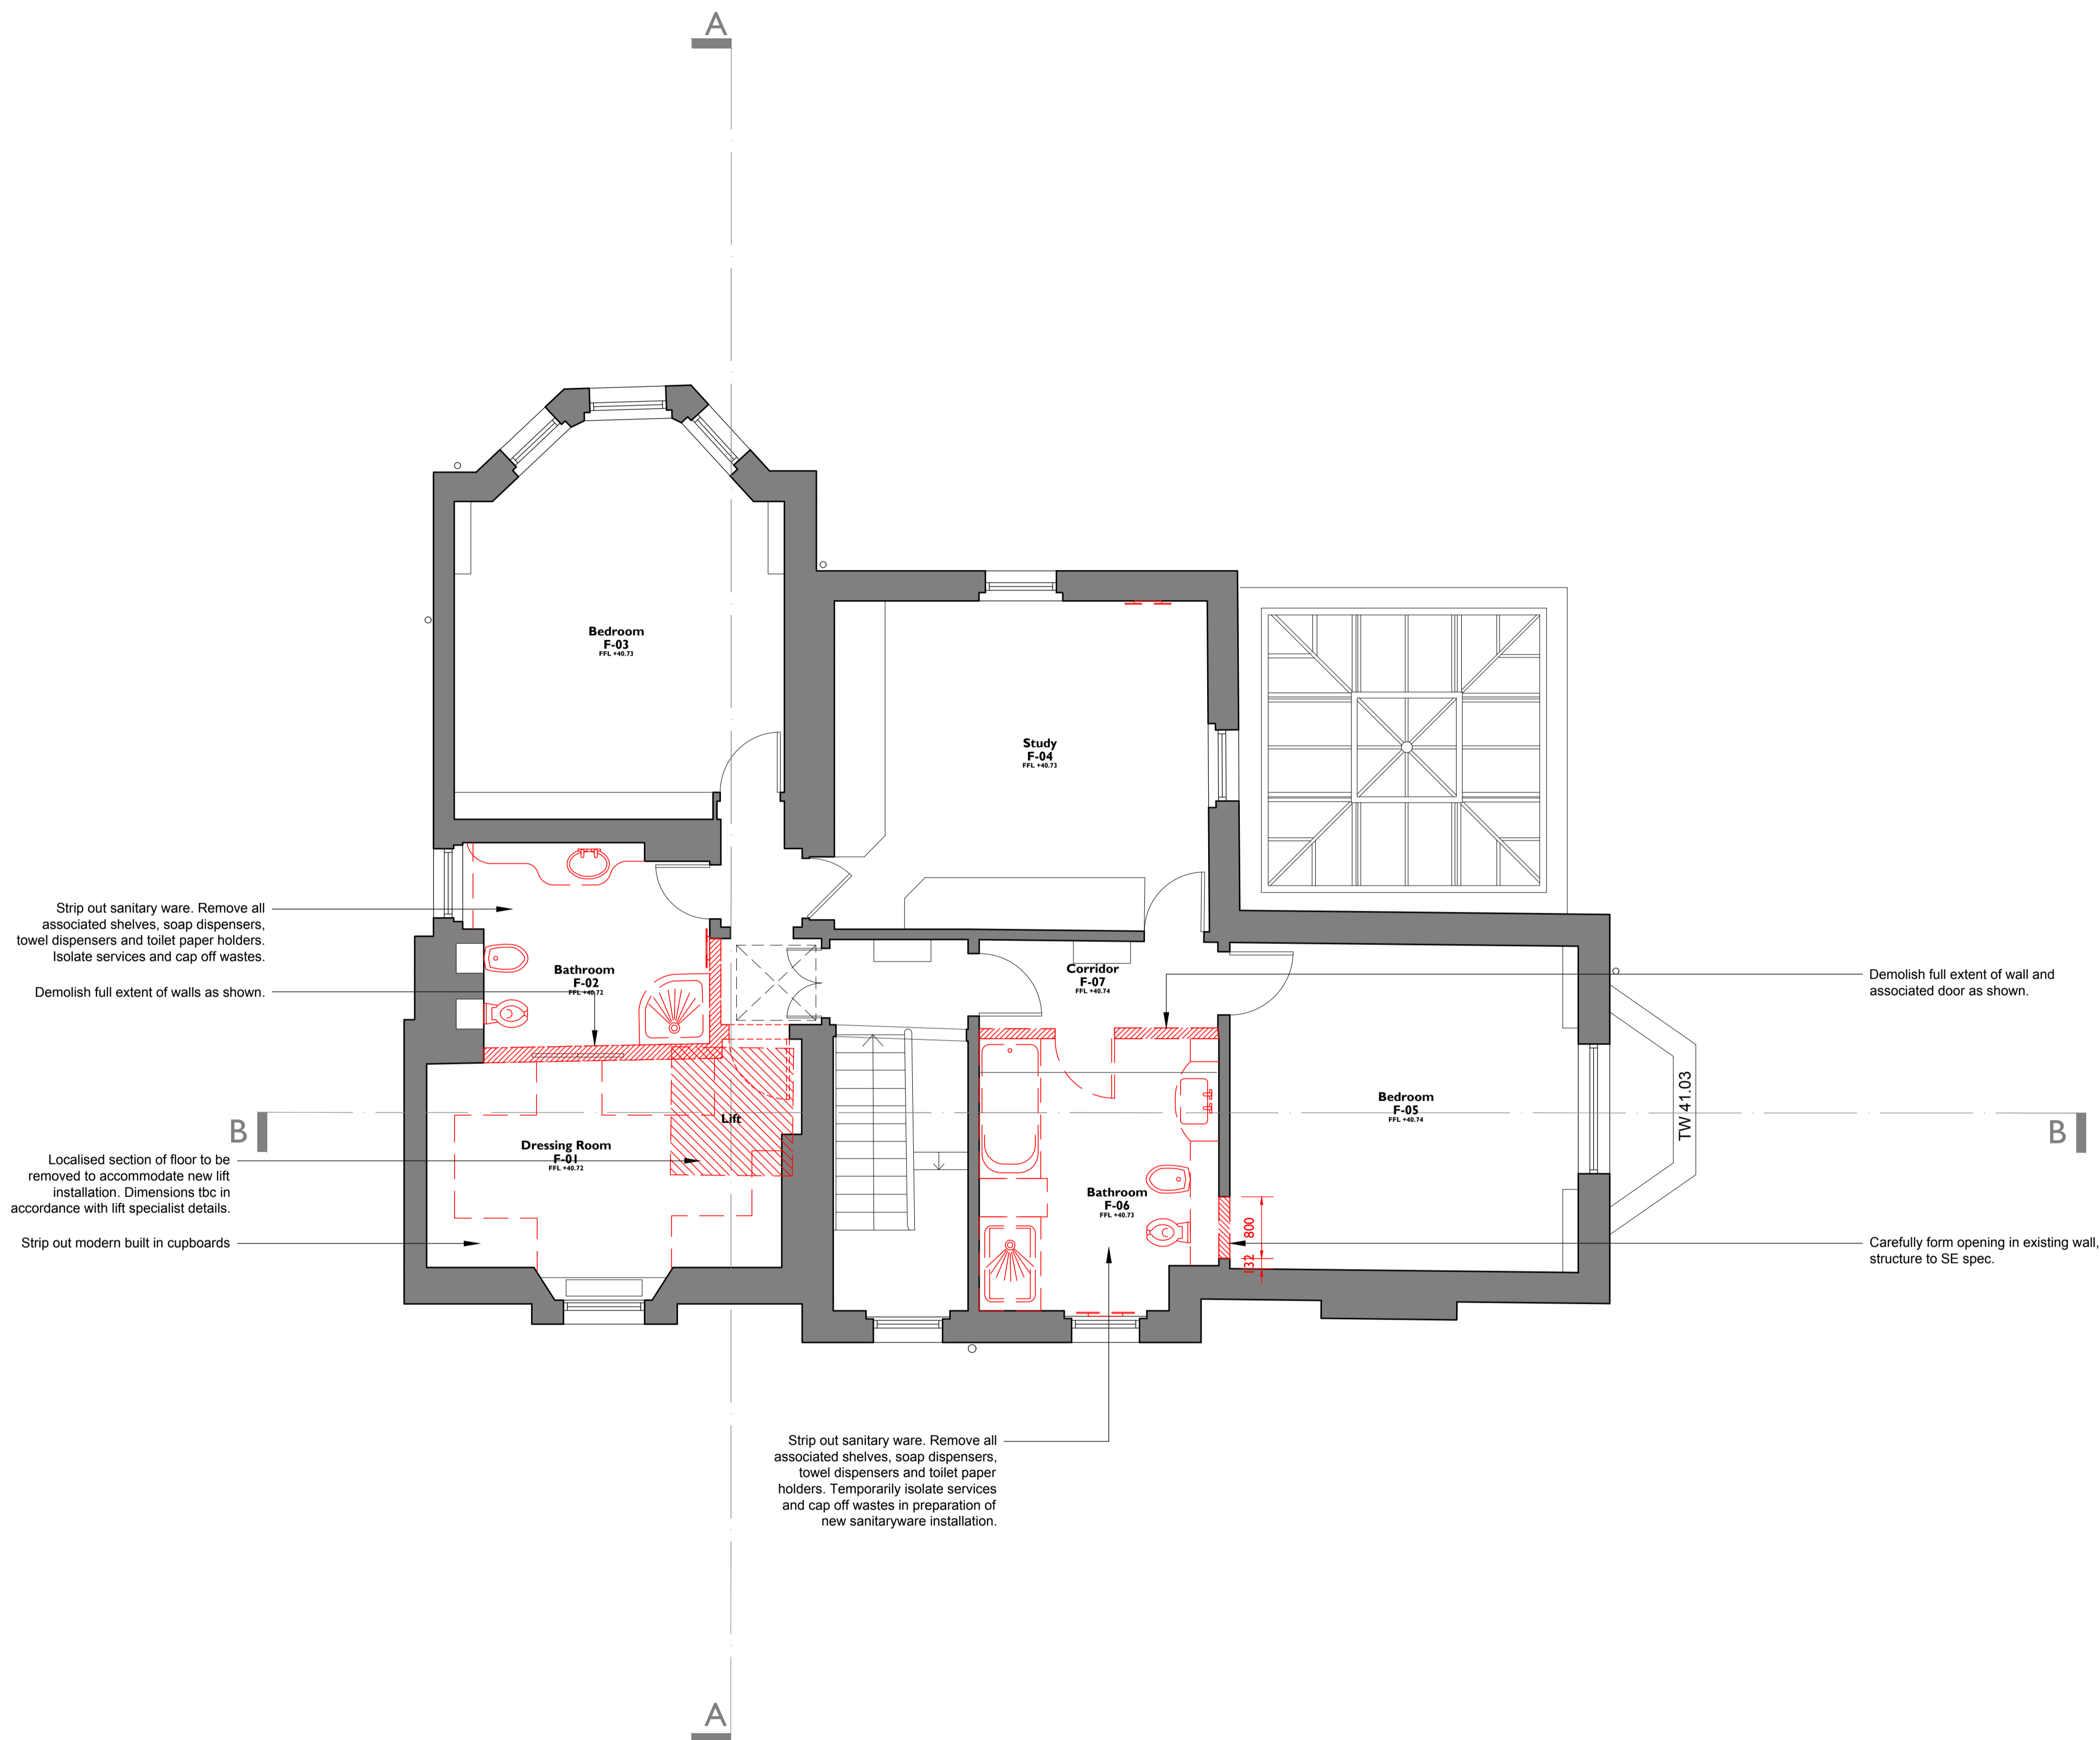 A
Bedroom
F-03
FFL +40.73
Study
F-04
FFL +40.73
Strip out sanitary ware. Remove all
associated shelves, soap dispensers,
towel dispensers and toilet paper holders.
Isolate services and cap off wastes.
Demolish full extent of walls as shown.
Bathroom
F-02
FFL +40.72
Corridor
F-07
FFL +40.74
Demolish full extent of wall and
associated door as shown.
B
Lift
Dressing Room
F-01
FFL +40.72
Localised section of floor to be
removed to accommodate new lift
installation. Dimensions tbc in
accordance with lift specialist details.
Strip out modern built in cupboards
Bathroom
F-06
FFL +40.73
Bedroom
F-05
FFL +40.74
TW 41.03
B
800
132
Carefully form opening in existing wall,
structure to SE spec.
Strip out sanitary ware. Remove all
associated shelves, soap dispensers,
towel dispensers and toilet paper
holders. Temporarily isolate services
and cap off wastes in preparation of
new sanitaryware installation.
A